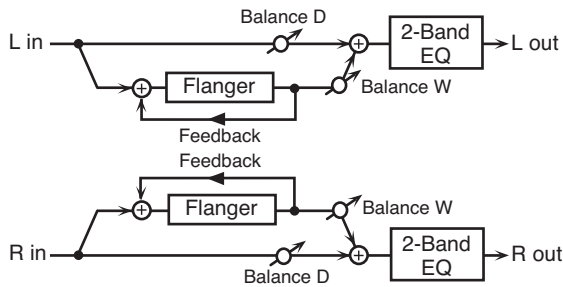 Balance D
2-Band
EQ
L in
L out
Flanger
Balance W
Feedback
Feedback
Flanger
Balance W
2-Band
EQ
R in
R out
Balance D